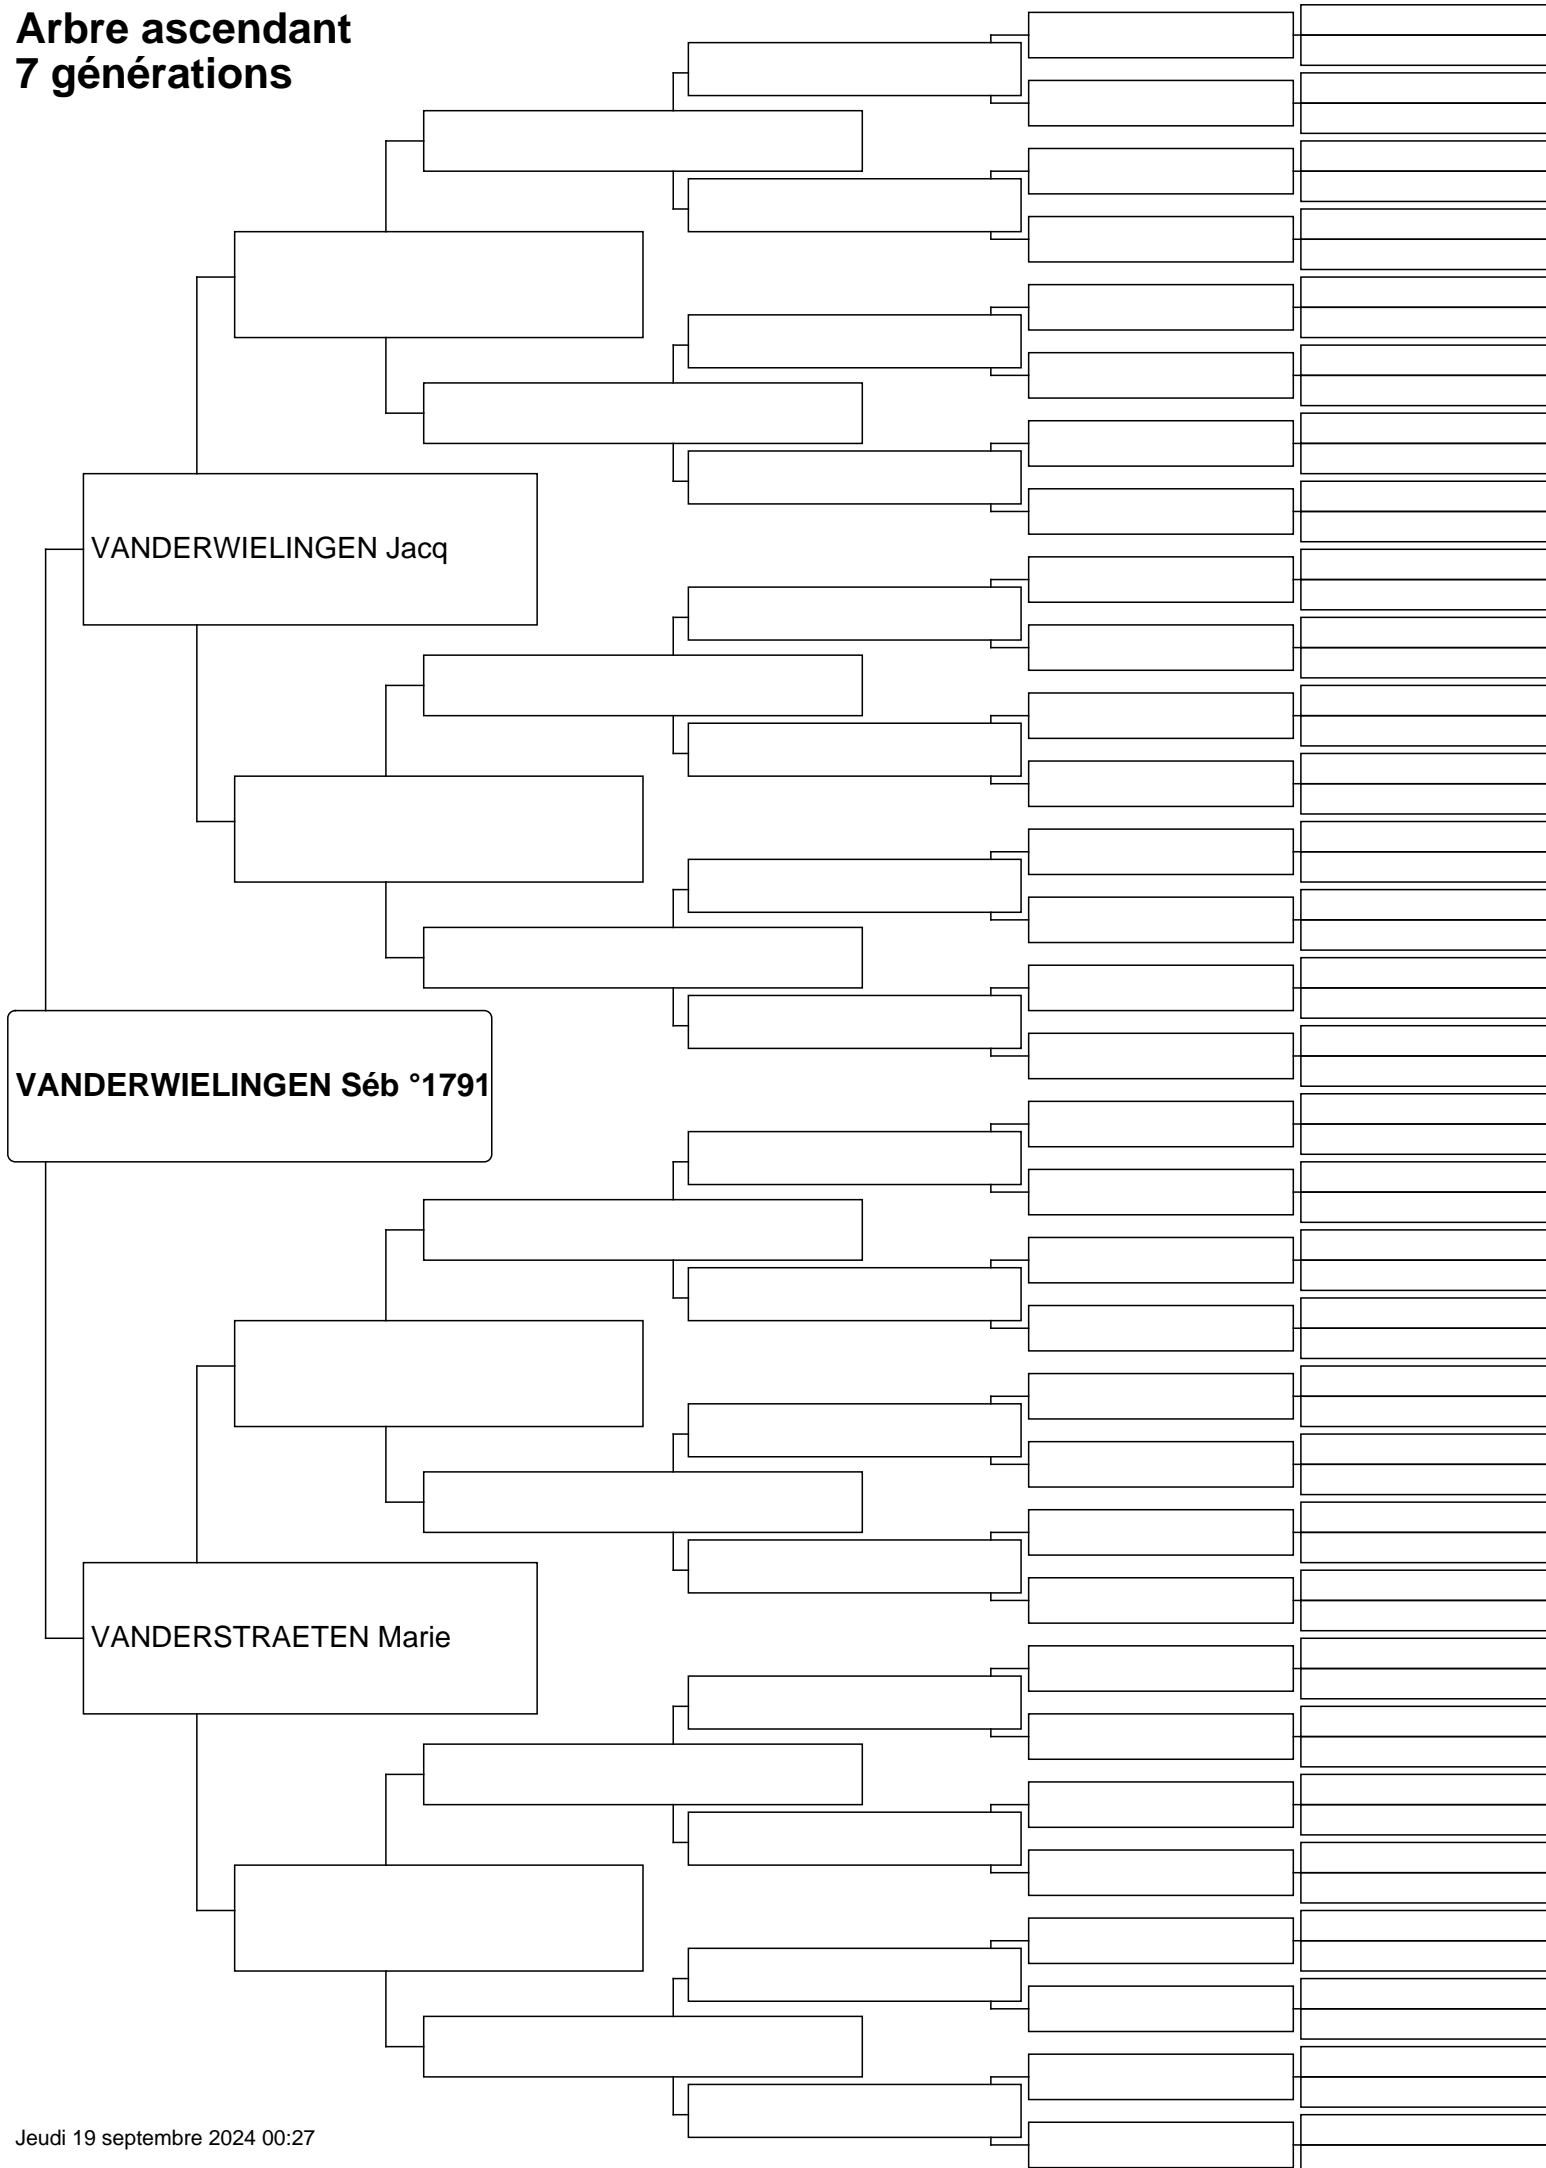 Arbre ascendant
7 générations
VANDERWIELINGEN Jacq
VANDERWIELINGEN Séb °1791
VANDERSTRAETEN Marie
Jeudi 19 septembre 2024 00:27